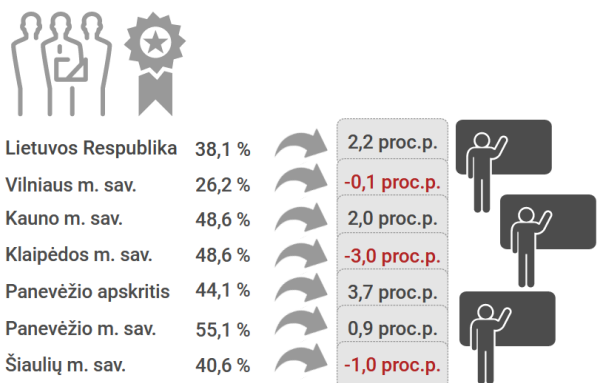 Lietuvos Respublika 38,1 % 2,2 proc.p.
Vilniaus m. sav. 26,2 % -0,1 proc.p.
Kauno m. sav. 48,6 % 2,0 proc.p.
Klaipėdos m. sav. 48,6 % -3,0 proc.p.
Panevėžio apskritis 44,1 % 3,7 proc.p.
Panevėžio m. sav. 55,1 % 0,9 proc.p.
Šiaulių m. sav. 40,6 % -1,0 proc.p.